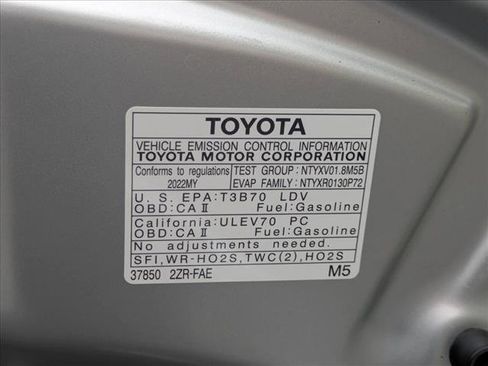 TOYOTA
VEHICLE EMISSION CONTROL INFORMATION
TOYOTA MOTOR CORPORATION
Conforms to regulations TEST GROUP: NTYXV01.8M5B
2022MY EVAP FAMILY: NTYXR0130P72
U. S. EPA:T3B70 LDV
OBD:CA II Fuel:Gasoline
California:ULEV70 PC
OBD:CA II Fuel:Gasoline
No adjustments needed.
SFI,WR-HO2S,TWC(2),HO2S
37850 2ZR-FAE M5